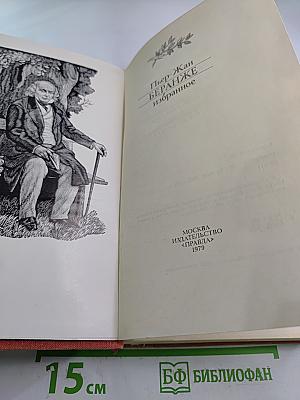 Пьер Жан
БЕРАНЖЕ
избранное
МОСКВА
ИЗДАТЕЛЬСТВО
«ПРАВДА»
1979
15 см
БФ БИБЛИОФАН